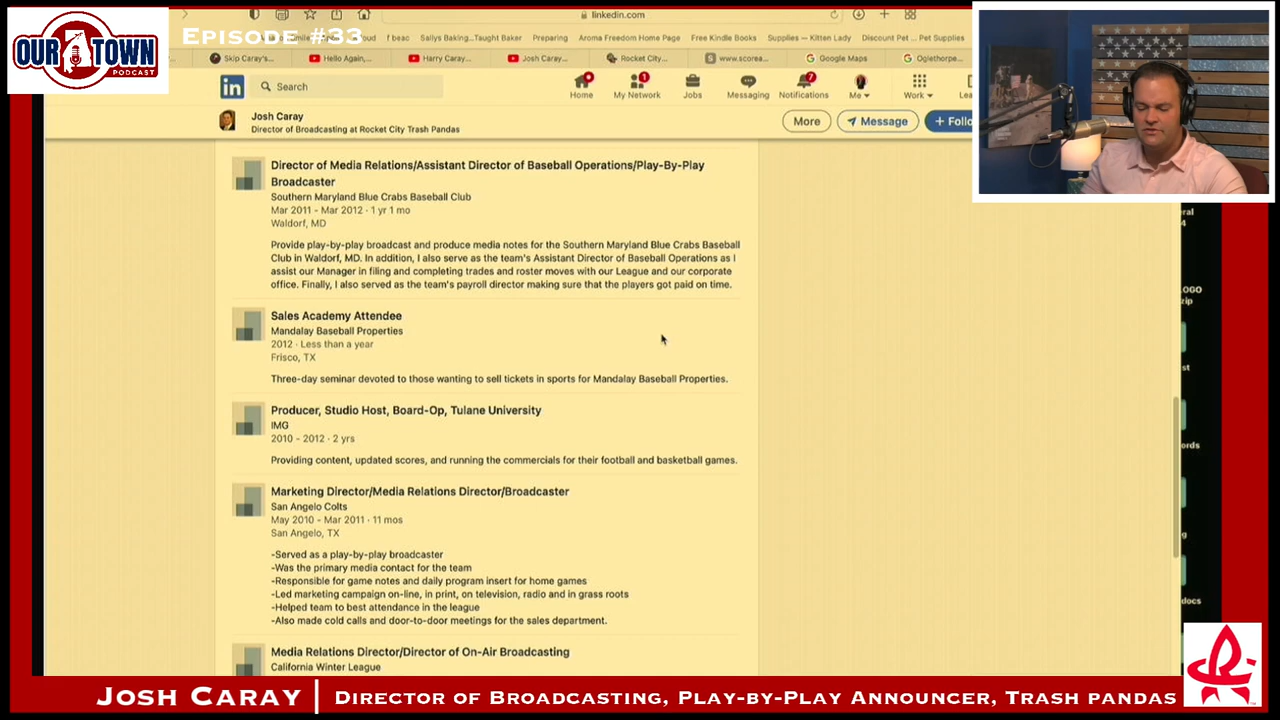 OUR TOWN
PODCAST
Episode #33
linkedin.com
f beac
Sallys Baking...Taught Baker
Preparing
Aroma Freedom Home Page
Free Kindle Books
Supplies — Kitten Lady
Discount Pet .. Pet Supplies
Skip Caray's...
Hello Again,...
Harry Caray...
Josh Caray...
Rocket City...
www.scorea...
Google Maps
Oglethorpe...
in
Search
Home
1
My Network
Jobs
Messaging
7
Notifications
Me
Work
Lea
Josh Caray
Director of Broadcasting at Rocket City Trash Pandas
More
Message
+ Follo
Director of Media Relations/Assistant Director of Baseball Operations/Play-By-Play
Broadcaster
Southern Maryland Blue Crabs Baseball Club
Mar 2011 - Mar 2012 · 1 yr 1 mo
Waldorf, MD
Provide play-by-play broadcast and produce media notes for the Southern Maryland Blue Crabs Baseball
Club in Waldorf, MD. In addition, I also serve as the team's Assistant Director of Baseball Operations as I
assist our Manager in filing and completing trades and roster moves with our League and our corporate
office. Finally, I also served as the team's payroll director making sure that the players got paid on time.
Sales Academy Attendee
Mandalay Baseball Properties
2012 · Less than a year
Frisco, TX
Three-day seminar devoted to those wanting to sell tickets in sports for Mandalay Baseball Properties.
Producer, Studio Host, Board-Op, Tulane University
IMG
2010 - 2012 · 2 yrs
Providing content, updated scores, and running the commercials for their football and basketball games.
Marketing Director/Media Relations Director/Broadcaster
San Angelo Colts
May 2010 - Mar 2011 · 11 mos
San Angelo, TX
-Served as a play-by-play broadcaster
-Was the primary media contact for the team
-Responsible for game notes and daily program insert for home games
-Led marketing campaign on-line, in print, on television, radio and in grass roots
-Helped team to best attendance in the league
-Also made cold calls and door-to-door meetings for the sales department.
Media Relations Director/Director of On-Air Broadcasting
California Winter League
ral
4
OGO
zip
st
ords
g
docs
Josh Caray | Director of Broadcasting, Play-by-Play Announcer, Trash pandas